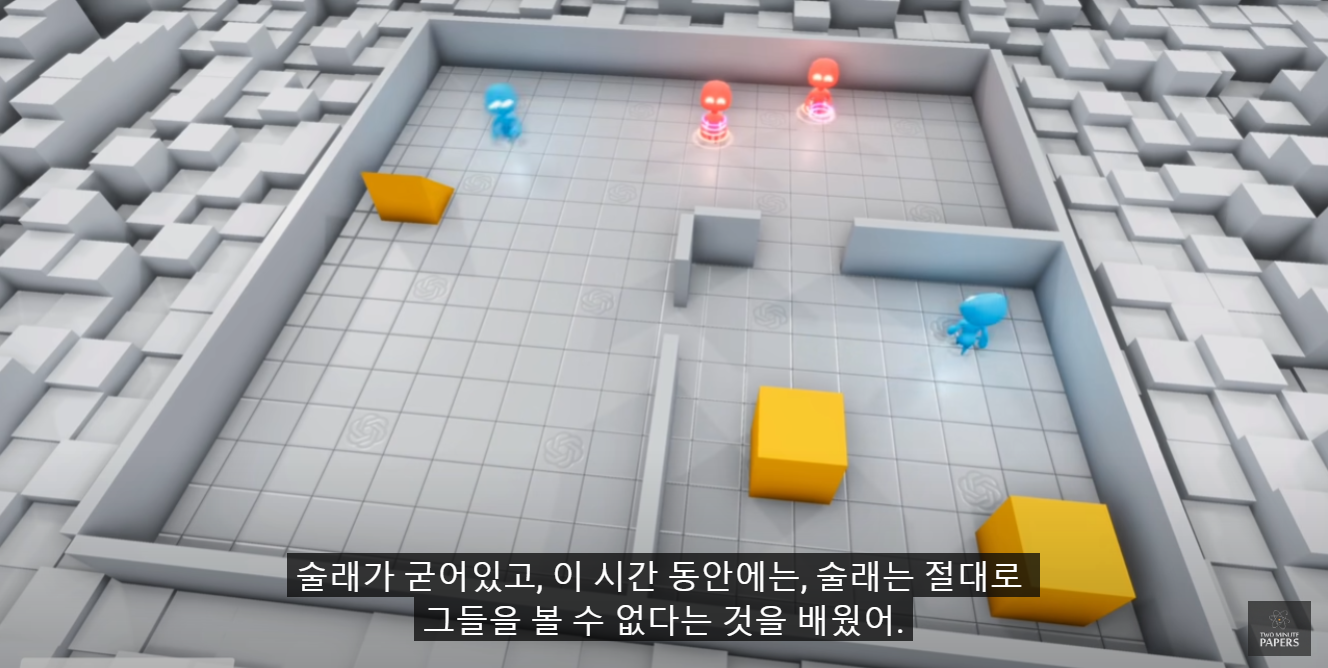 술래가 굳어있고, 이 시간 동안에는, 술래는 절대로
그들을 볼 수 없다는 것을 배웠어.
TWO MINUTE
PAPERS